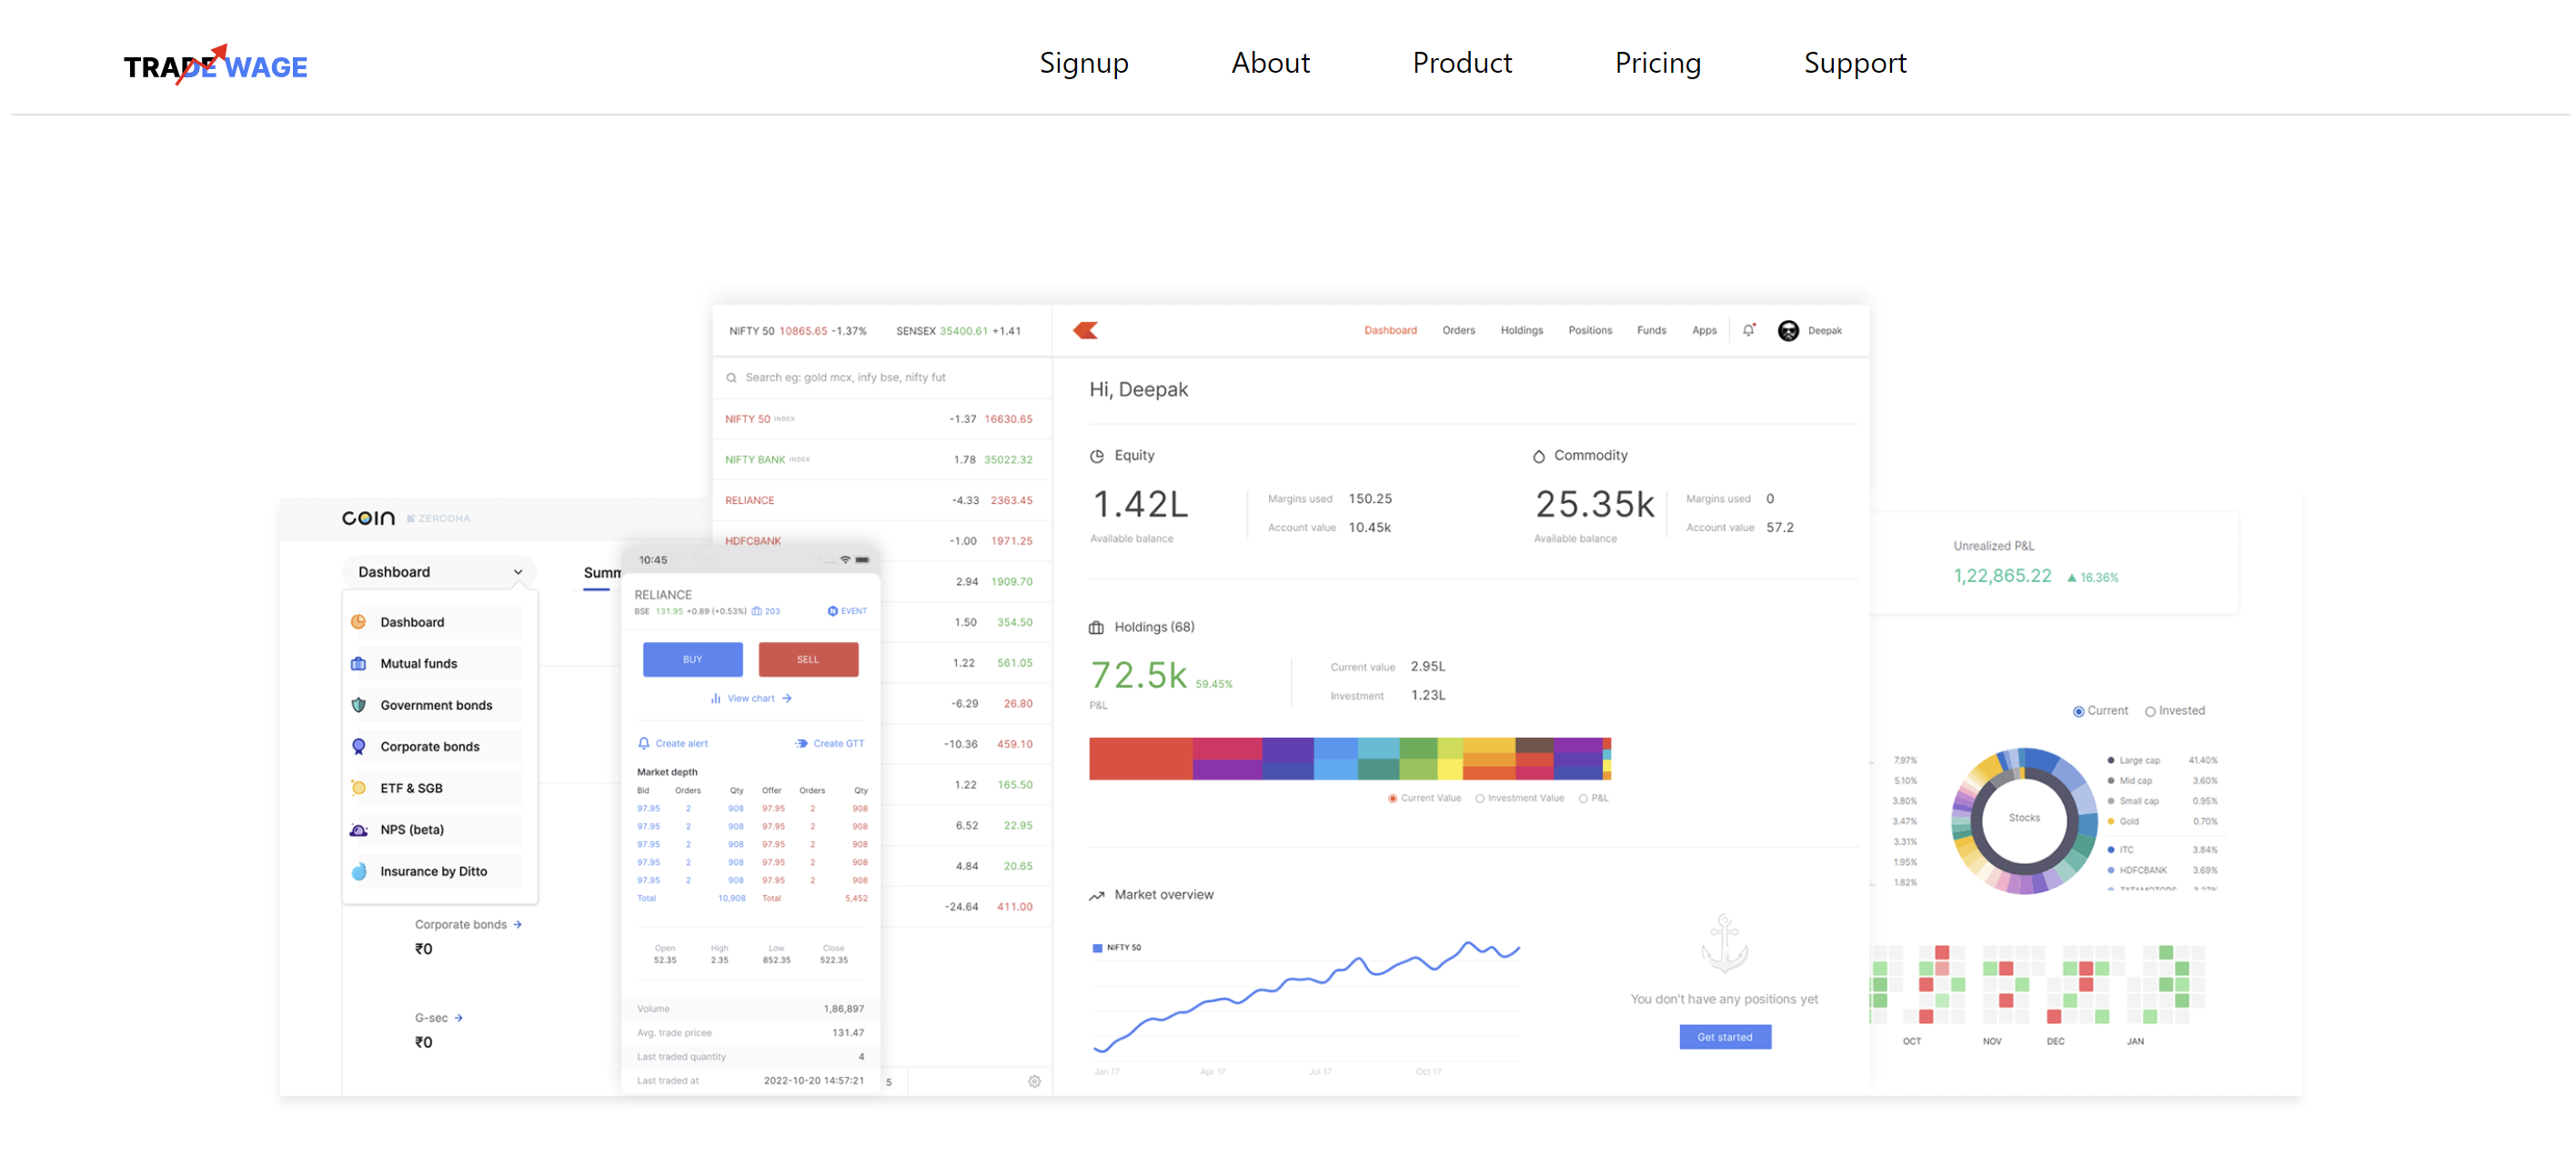 TRADE WAGE
Signup About Product Pricing Support
NIFTY 50 10865.65 -1.37% SENSEX 35400.61 +1.41
Dashboard Orders Holdings Positions Funds Apps Deepak
Search eg: gold mcx, infy bse, nifty fut
NIFTY 50 INDEX -1.37 16630.65
NIFTY BANK INDEX 1.78 35022.32
RELIANCE -4.33 2363.45
HDFCBANK -1.00 1971.25
2.94 1909.70
1.50 354.50
1.22 561.05
-6.29 26.80
-10.36 459.10
1.22 165.50
6.52 22.95
4.84 20.65
-24.64 411.00
5
Hi, Deepak
Equity
1.42L
Available balance
Margins used 150.25
Account value 10.45k
Commodity
25.35k
Available balance
Margins used 0
Account value 57.2
Holdings (68)
72.5k 59.45%
P&L
Current value 2.95L
Investment 1.23L
Current Value Investment Value P&L
Market overview
NIFTY 50
Jan 17 Apr 17 Jul 17 Oct 17
You don't have any positions yet
Get started
COIN ZERODHA
Dashboard
Summ
Dashboard
Mutual funds
Government bonds
Corporate bonds
ETF & SGB
NPS (beta)
Insurance by Ditto
Corporate bonds →
₹0
G-sec →
₹0
10:45
RELIANCE
BSE 131.95 +0.89 (+0.53%) 203 EVENT
BUY SELL
View chart →
Create alert Create GTT
Market depth
Bid Orders Qty Offer Orders Qty
97.95 2 908 97.95 2 908
97.95 2 908 97.95 2 908
97.95 2 908 97.95 2 908
97.95 2 908 97.95 2 908
97.95 2 908 97.95 2 908
Total 10,908 Total 5,452
Open High Low Close
52.35 2.35 852.35 522.35
Volume 1,86,897
Avg. trade pricee 131.47
Last traded quantity 4
Last traded at 2022-10-20 14:57:21
Unrealized P&L
1,22,865.22 ▲ 16.36%
Current Invested
7.97%
5.10%
3.80%
3.47%
3.31%
1.95%
1.82%
Stocks
Large cap 41.40%
Mid cap 3.60%
Small cap 0.95%
Gold 0.70%
ITC 3.84%
HDFCBANK 3.69%
OCT NOV DEC JAN